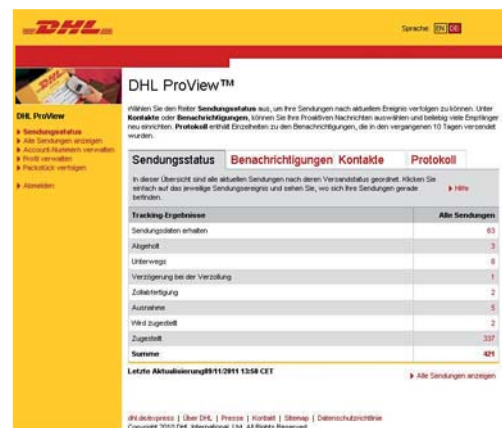 DHL
Sprache: EN DE
DHL ProView
Sendungsstatus
Alle Sendungen anzeigen
Account-Nummern verwalten
Profil verwalten
Packstück verfolgen
Abmelden
DHL ProView™
Wählen Sie den Reiter Sendungsstatus aus, um Ihre Sendungen nach aktuellem Ereignis verfolgen zu können. Unter
Kontakte oder Benachrichtigungen, können Sie Ihre Proaktiven Nachrichten auswählen und beliebig viele Empfänger
neu einrichten. Protokoll enthält Einzelheiten zu den Benachrichtigungen, die in den vergangenen 10 Tagen versendet
wurden.
Sendungsstatus Benachrichtigungen Kontakte Protokoll
In dieser Übersicht sind alle aktuellen Sendungen nach deren Versandstatus geordnet. Klicken Sie
einfach auf das jeweilige Sendungsereignis und sehen Sie, wo sich Ihre Sendungen gerade
befinden.
Hilfe
Tracking-Ergebnisse Alle Sendungen
Sendungsdaten erhalten 63
Abgeholt 3
Unterwegs 8
Verzögerung bei der Verzollung 1
Zollabfertigung 2
Ausnahme 5
Wird zugestellt 2
Zugestellt 337
Summe 421
Letzte Aktualisierung09/11/2011 13:58 CET
Alle Sendungen anzeigen
dhl.de/express | Über DHL | Presse | Kontakt | Sitemap | Datenschutzrichtlinie
Copyright 2010 DHL International, Ltd. All Rights Reserved.